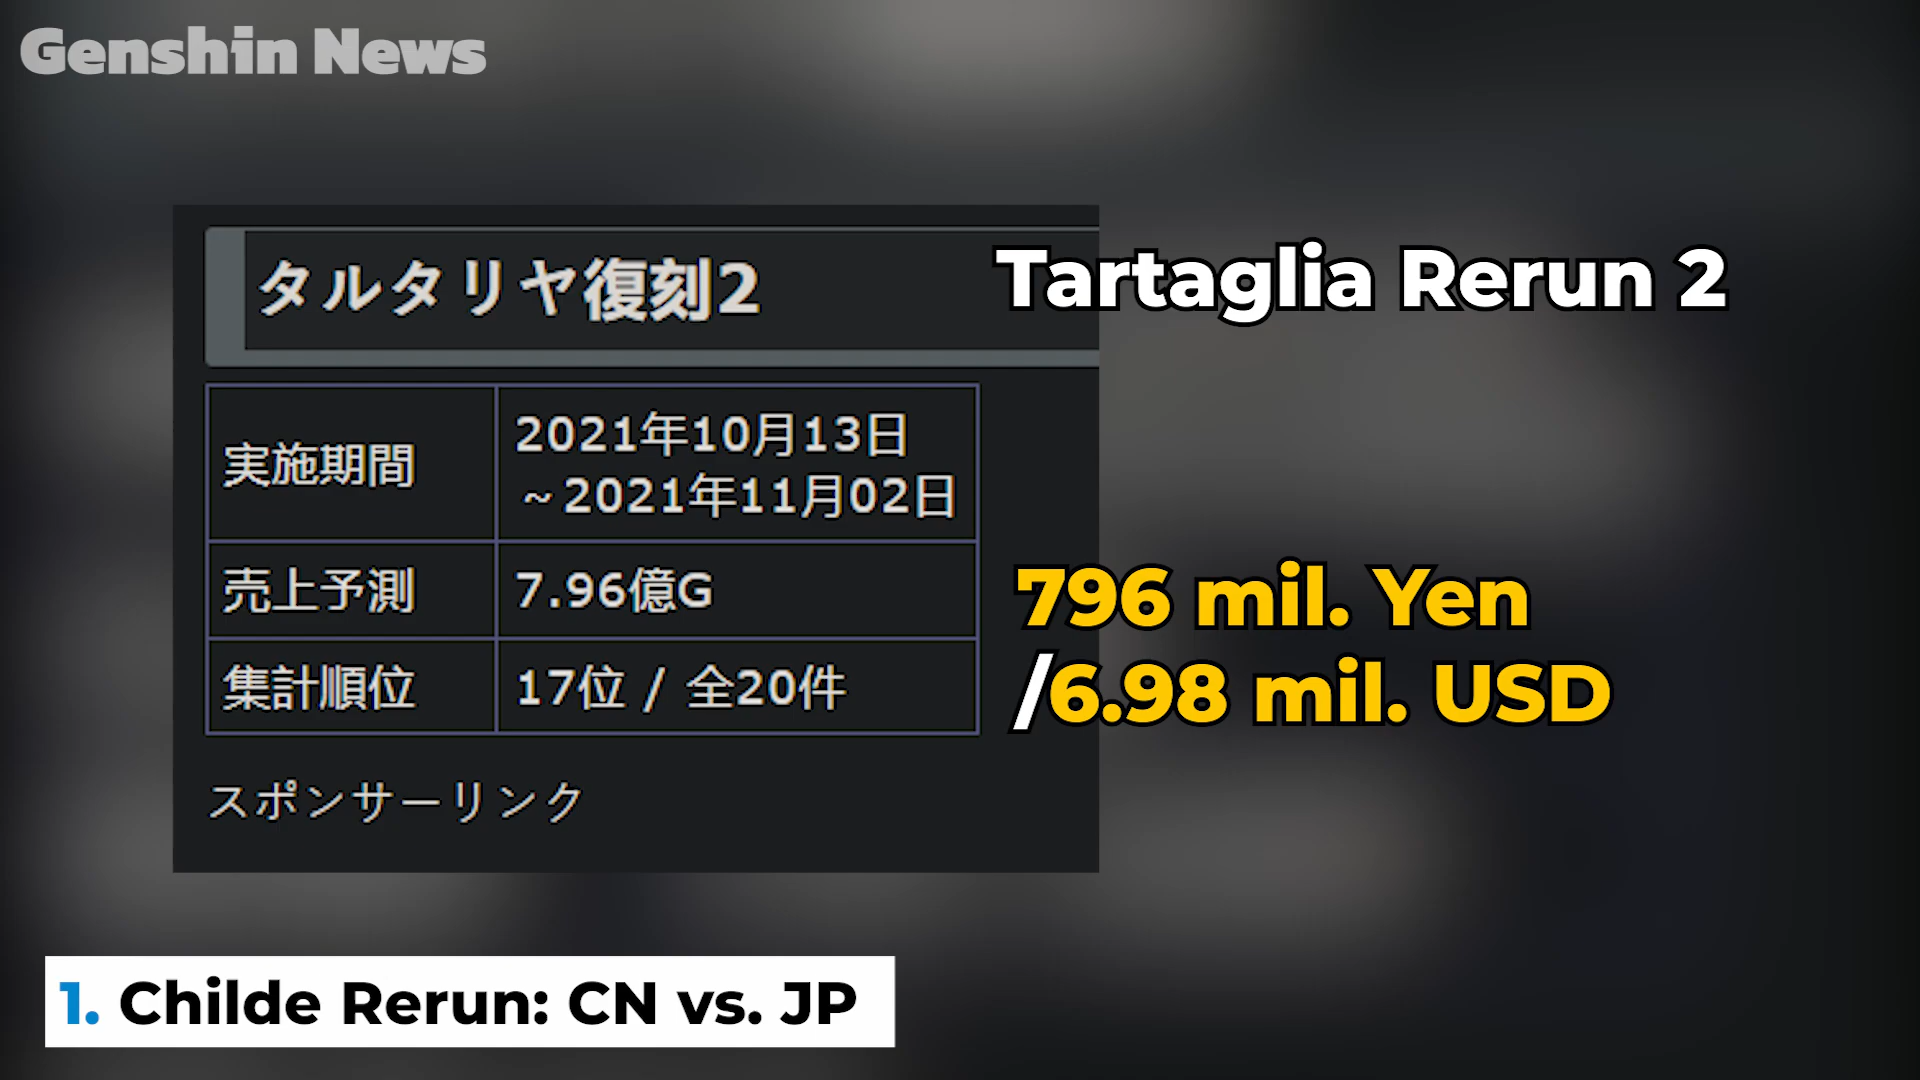 Genshin News
タルタリヤ復刻2
Tartaglia Rerun 2
実施期間
2021年10月13日
～2021年11月02日
売上予測
7.96億G
796 mil. Yen
/6.98 mil. USD
集計順位
17位 / 全20件
スポンサーリンク
1. Childe Rerun: CN vs. JP